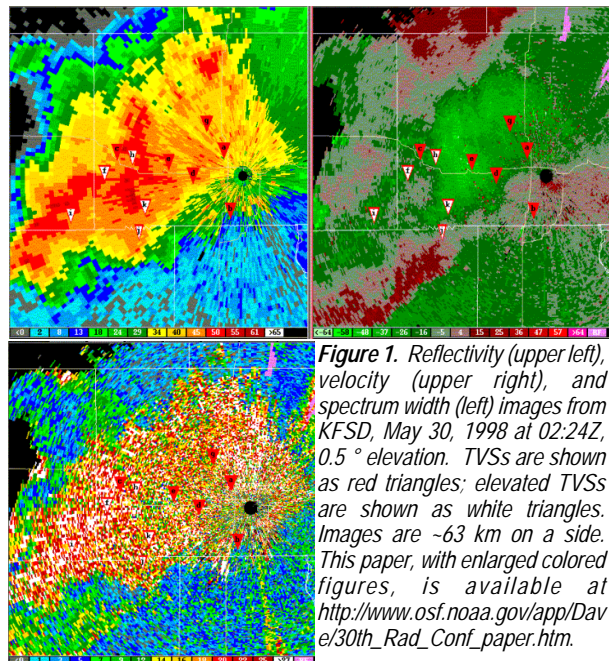 <0 2 8 13 18 24 29 34 40 45 50 55 61 >65
<-64 -50 -48 -37 -26 -16 -5 4 15 25 36 47 57 >64 RF
Figure 1. Reflectivity (upper left),
velocity (upper right), and
spectrum width (left) images from
KFSD, May 30, 1998 at 02:24Z,
0.5 ° elevation. TVSs are shown
as red triangles; elevated TVSs
are shown as white triangles.
Images are ~63 km on a side.
This paper, with enlarged colored
figures, is available at
http://www.osf.noaa.gov/app/Dav
e/30th_Rad_Conf_paper.htm.